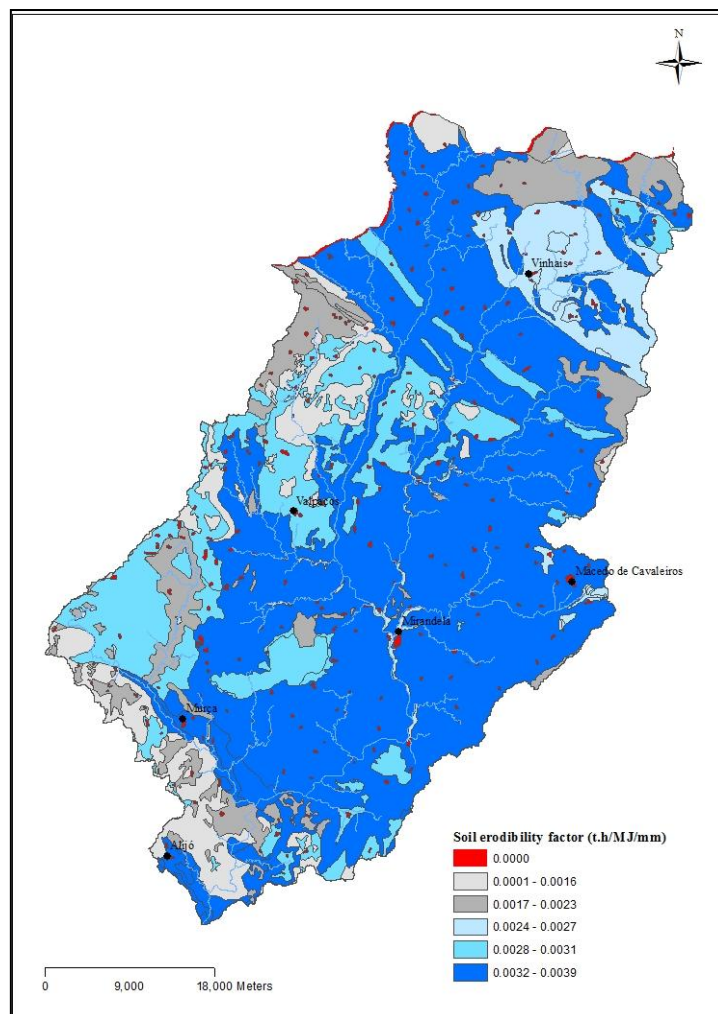 N
Vinhais
Valpaços
Macedo de Cavaleiros
Mirandela
Murça
Alijó
Soil erodibility factor (t.h/MJ/mm)
0.0000
0.0001 - 0.0016
0.0017 - 0.0023
0.0024 - 0.0027
0.0028 - 0.0031
0.0032 - 0.0039
0 9,000 18,000 Meters